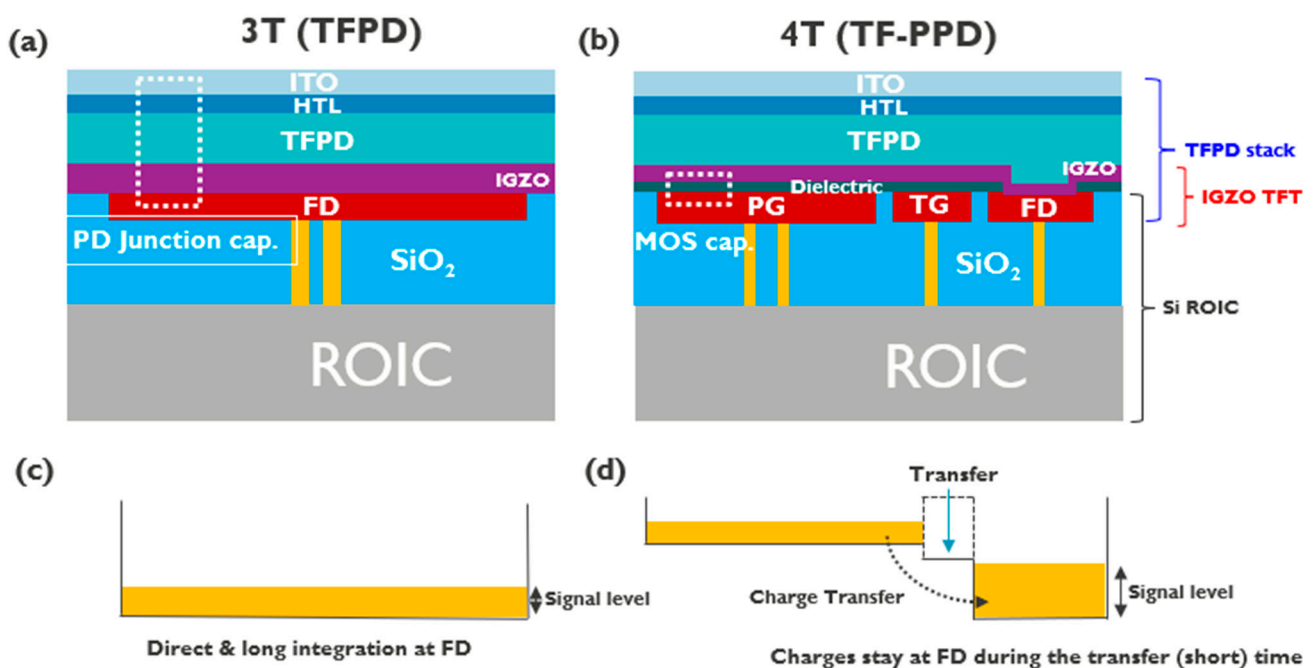 (a)
3T (TFPD)
ITO
HTL
TFPD
IGZO
FD
PD Junction cap.
SiO₂
ROIC
(b)
4T (TF-PPD)
ITO
HTL
TFPD
IGZO
Dielectric
PG
TG
FD
MOS cap.
SiO₂
ROIC
TFPD stack
IGZO TFT
Si ROIC
(c)
Signal level
Direct & long integration at FD
(d)
Transfer
Charge Transfer
Signal level
Charges stay at FD during the transfer (short) time